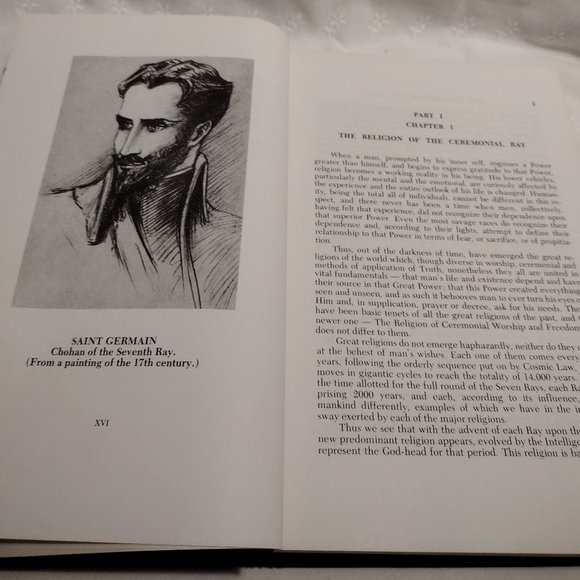 SAINT GERMAIN
Chohan of the Seventh Ray.
(From a painting of the 17th century.)
XVI
PART 1
CHAPTER 1
THE RELIGION OF THE CEREMONIAL RAY
When a man, prompted by his inner self, cognizes a Power
greater than himself, and begins to express gratitude to that Power,
religion becomes a working reality in his being. His lower vehicles,
particularly the mental and the emotional, are curiously affected by
the experience and the entire outlook of his life is changed. Human-
ity, being the total all of individuals, cannot be different in this re-
spect, and there never has been a time when men, collectively,
having felt that experience, did not recognize their dependence upon
that superior Power. Even the most savage races do recognize their
dependence and, according to their lights, attempt to define their
relationship to that Power in terms of fear, or sacrifice, or of propitia-
tion.
Thus, out of the darkness of time, have emerged the great re-
ligions of the world which, though diverse in worship, ceremonial and
methods of application of Truth, nonetheless they all are united
vital fundamentals — that man's life and existence depend and have
their source in that Great Power; that this Power created everything
seen and unseen, and as such it behooves man to ever turn his eyes
Him and, in supplication, prayer or decree, ask for his needs. The
have been basic tenets of all the great religions of the past, and
newer one — The Religion of Ceremonial Worship and Freedom
does not differ to them.
Great religions do not emerge haphazardly, neither do they
at the behest of man's wishes. Each one of them comes every
years, following the orderly sequence put on by Cosmic Law,
moves in gigantic cycles to reach the totality of 14,000 years.
the time allotted for the full round of the Seven Rays, each
prising 2000 years, and each, according to its influence,
mankind differently, examples of which we have in the
sway exerted by each of the major religions.
Thus we see that with the advent of each Ray upon the
new predominant religion appears, evolved by the
represent the God-head for that period. This religion is